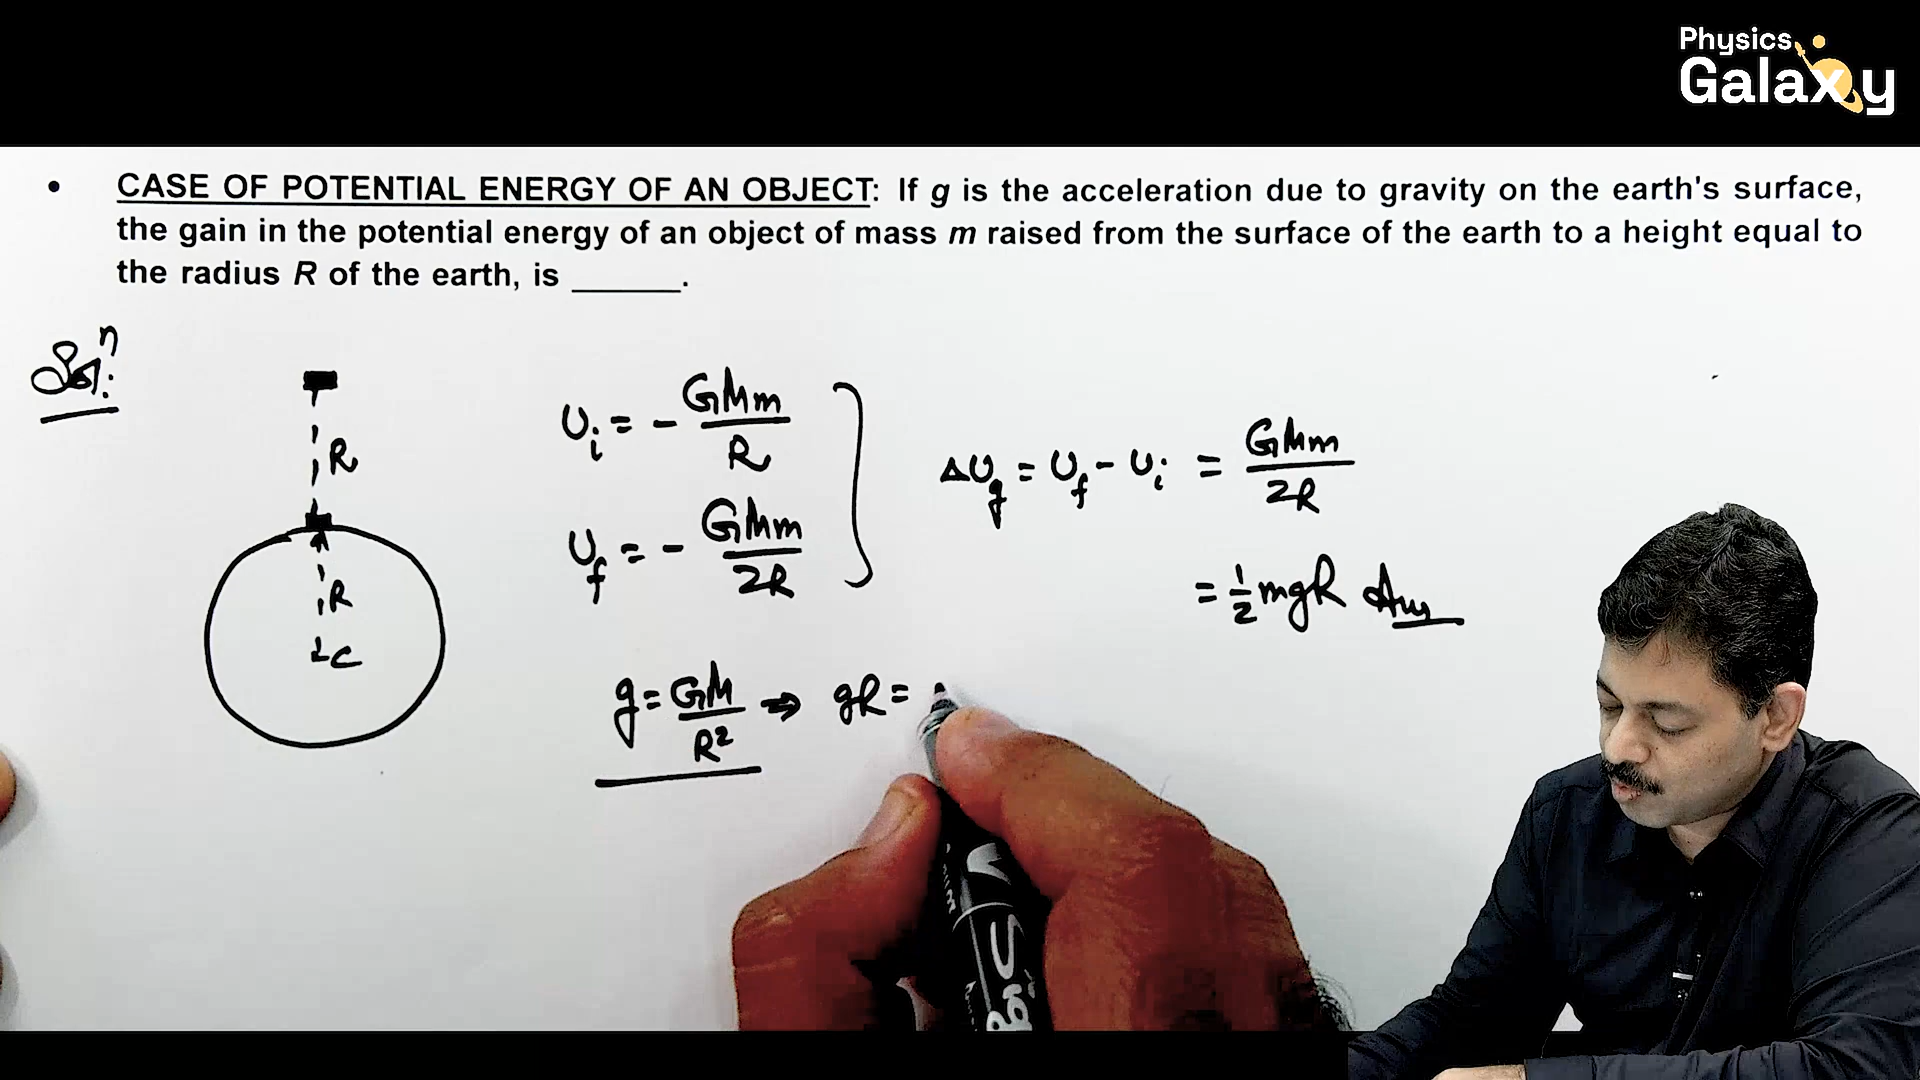 Physics
Galaxy
• CASE OF POTENTIAL ENERGY OF AN OBJECT: If g is the acceleration due to gravity on the earth's surface,
the gain in the potential energy of an object of mass m raised from the surface of the earth to a height equal to
the radius R of the earth, is ______.
Solⁿ:
R
R
C
Uᵢ = - GMm/R
U_f = - GMm/2R
g = GM/R² ⇒ gR =
ΔU_g = U_f - Uᵢ = GMm/2R
= ½ mgR Ans